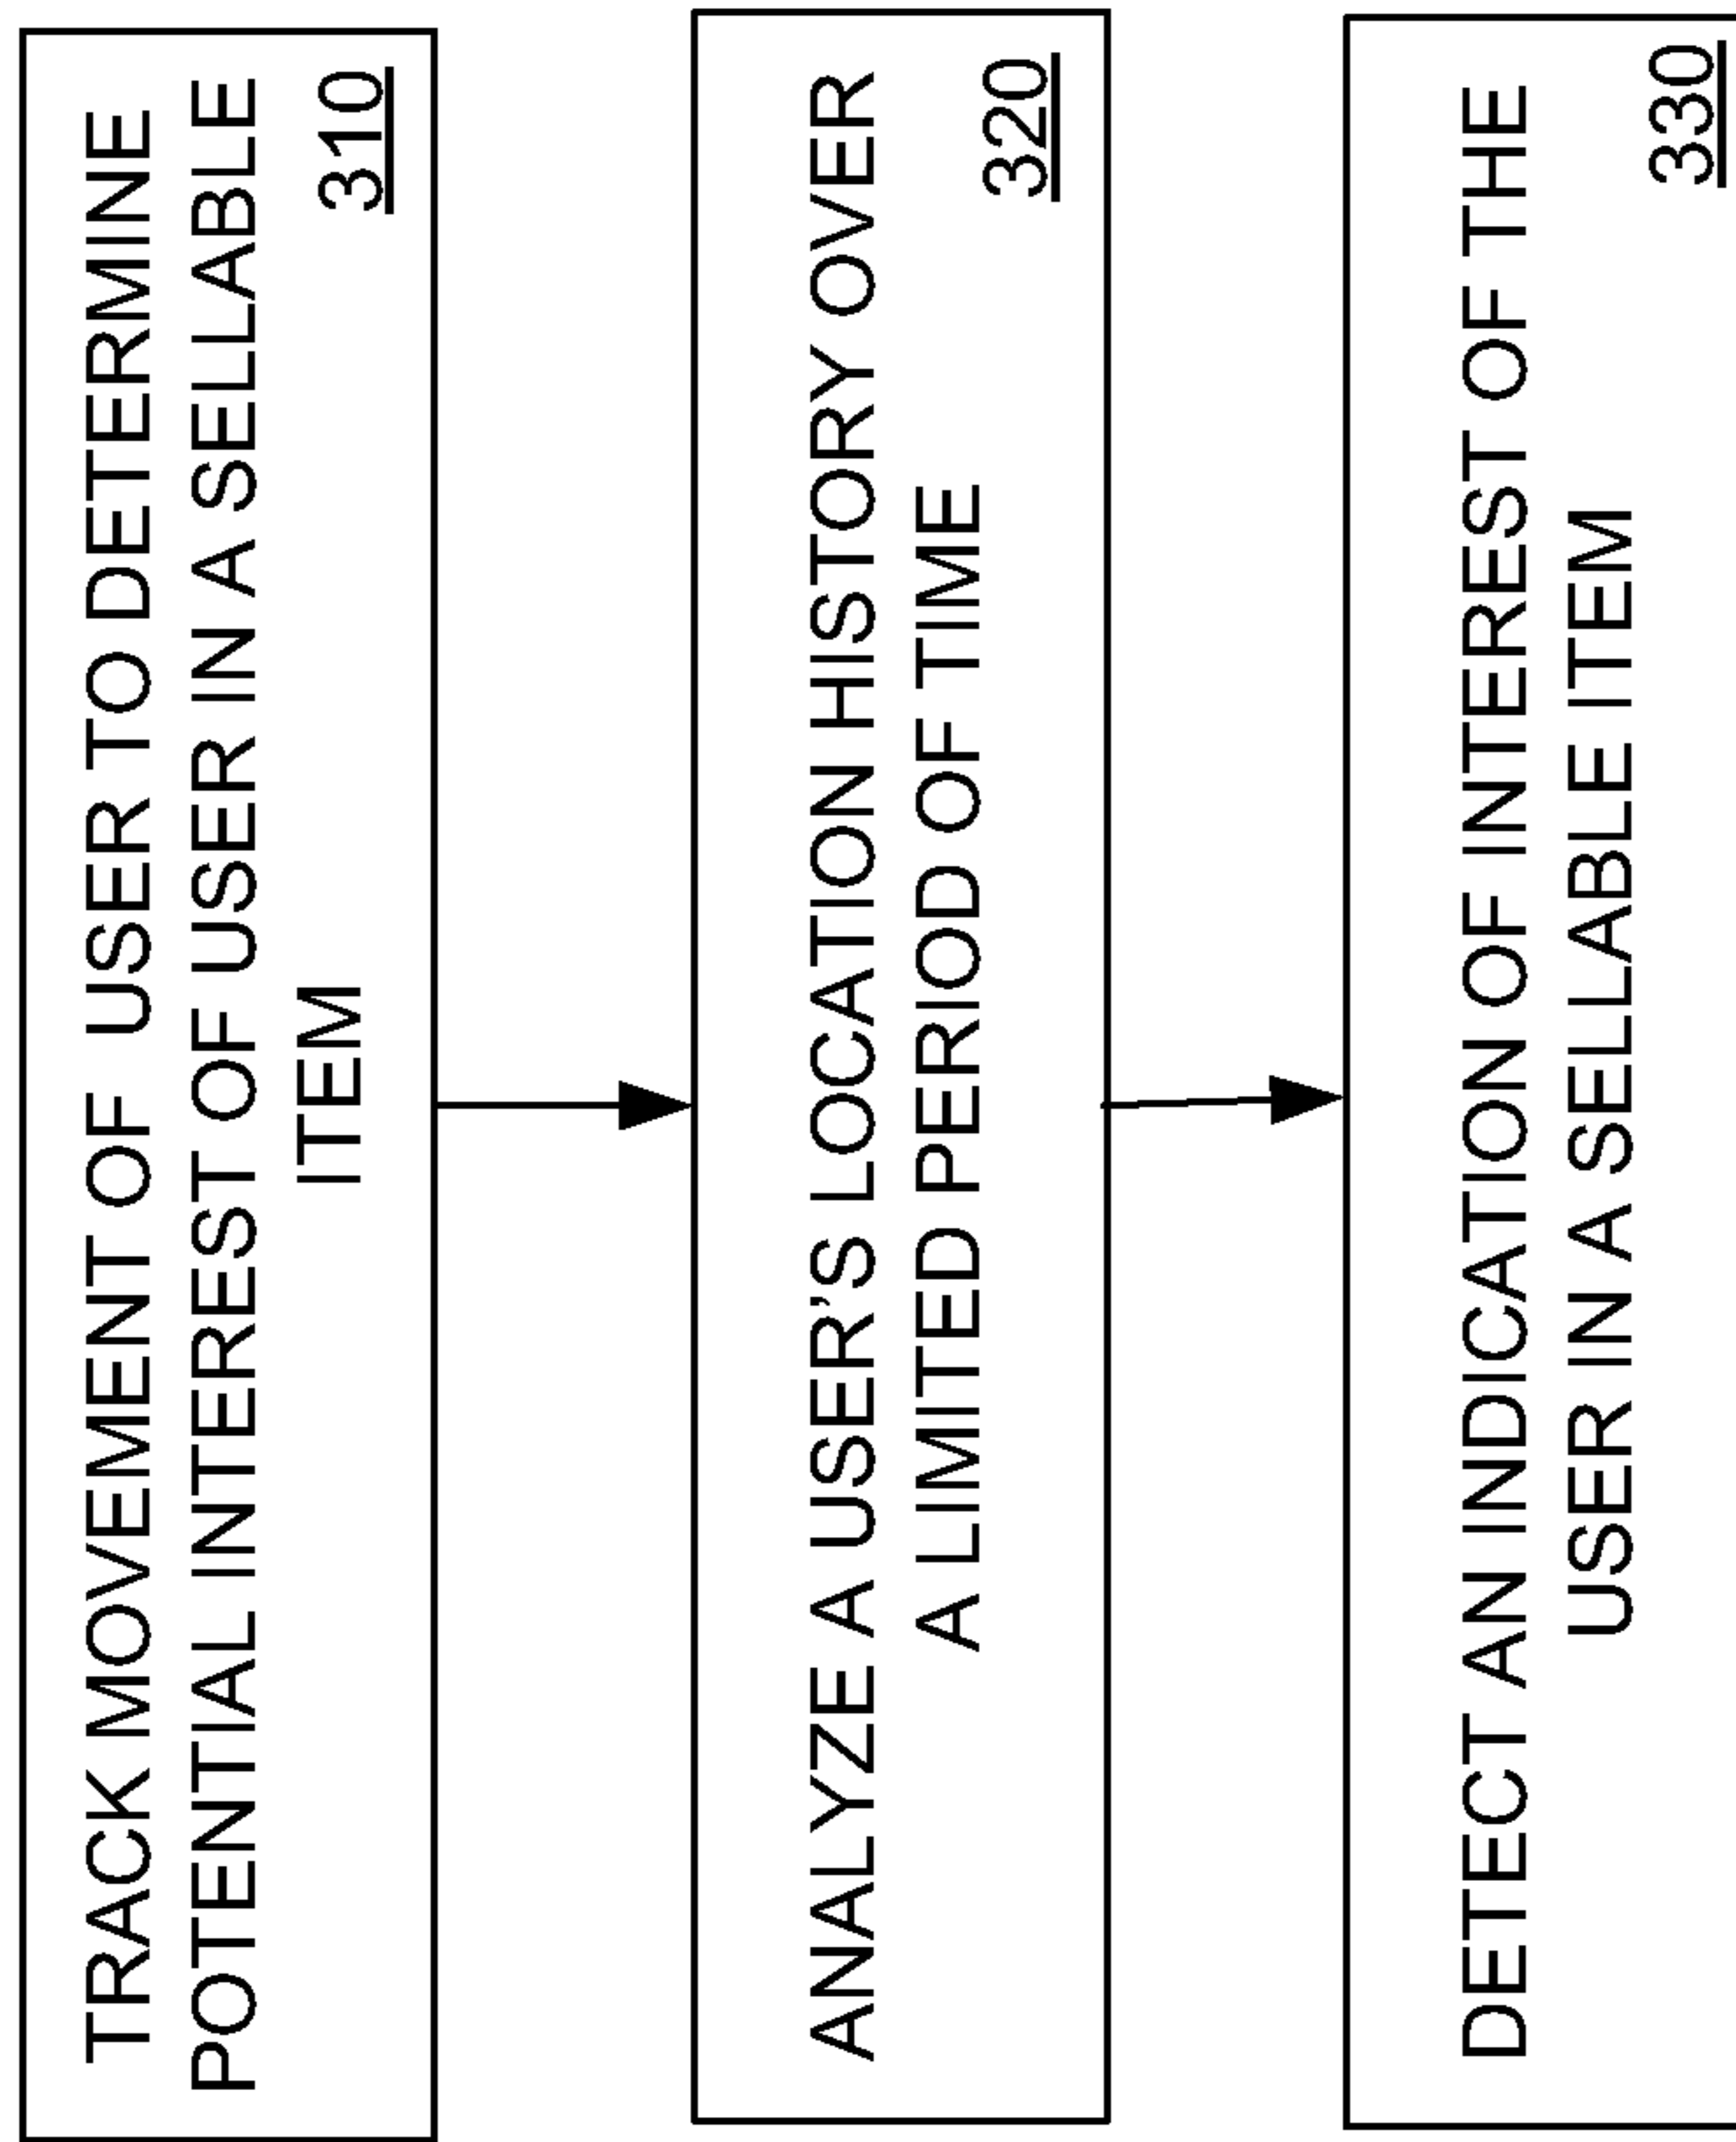 TRACK MOVEMENT OF USER TO DETERMINE
POTENTIAL INTEREST OF USER IN A SELLABLE
ITEM
310
ANALYZE A USER'S LOCATION HISTORY OVER
A LIMITED PERIOD OF TIME
320
DETECT AN INDICATION OF INTEREST OF THE
USER IN A SELLABLE ITEM
330